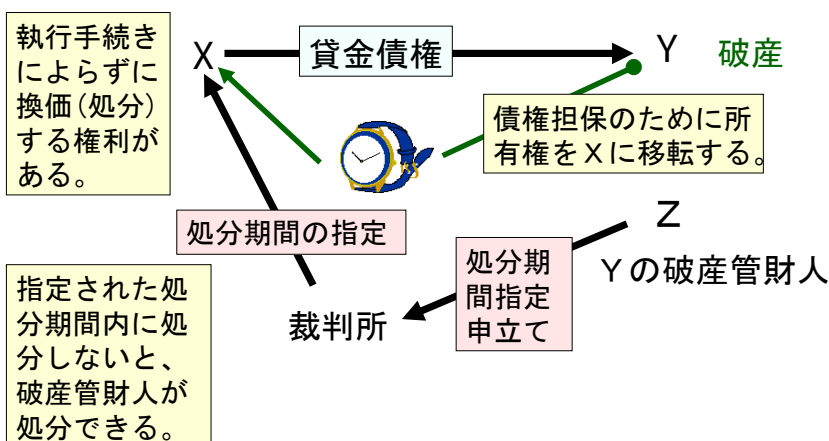 執行手続き
によらずに
換価(処分)
する権利が
ある。
X
貸金債権
Y
破産
債権担保のために所
有権をXに移転する。
処分期間の指定
Z
Yの破産管財人
処分期
間指定
申立て
裁判所
指定された処
分期間内に処
分しないと、
破産管財人が
処分できる。